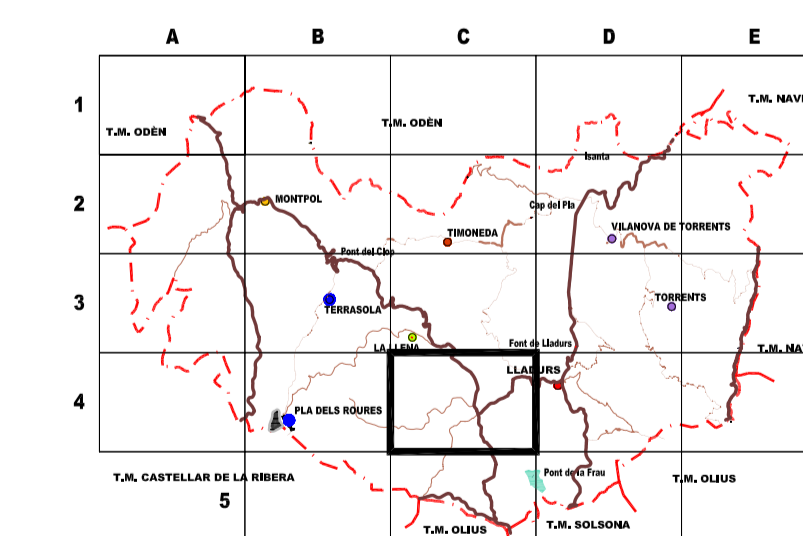 A B C D E
1
T.M. NAVE
T.M. ODÈN
T.M. ODÈN
Isanta
2
MONTPOL
Cap del Pla
TIMONEDA
VILANOVA DE TORRENTS
Pont del Clop
3
TORRENTS
TERRASOLA
Font de Lladurs
LA LLENA
T.M. NA
LLADURS
4
PLA DELS ROURES
Pont de la Frau
T.M. CASTELLAR DE LA RIBERA
T.M. OLIUS
5
T.M. OLIUS
T.M. SOLSONA